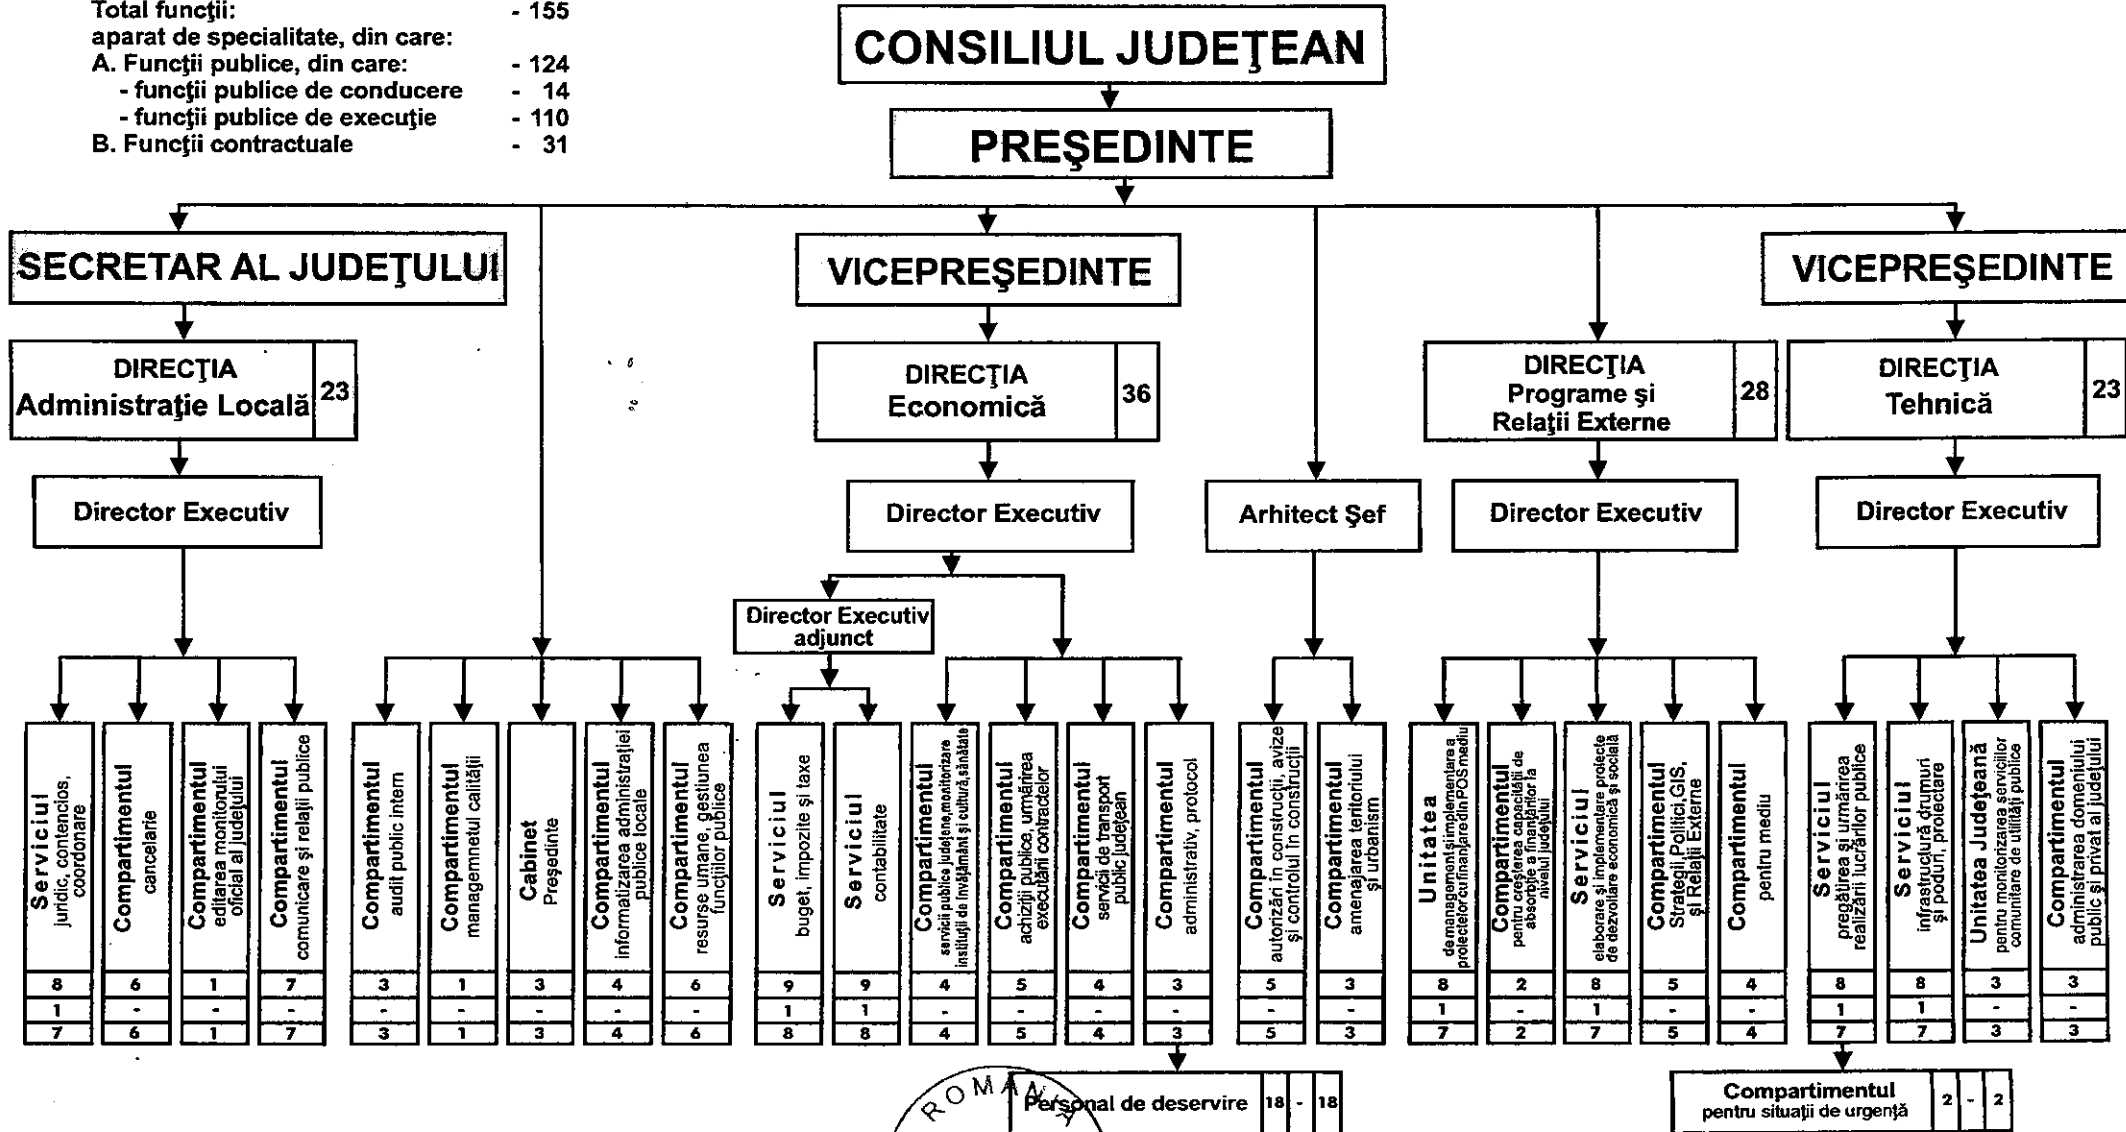 Total funcţii: - 155
aparat de specialitate, din care:
A. Funcţii publice, din care: - 124
- funcţii publice de conducere - 14
- funcţii publice de execuţie - 110
B. Funcţii contractuale - 31
CONSILIUL JUDEŢEAN
PREŞEDINTE
SECRETAR AL JUDEŢULUI
VICEPREŞEDINTE
VICEPREŞEDINTE
DIRECŢIA
Administraţie Locală
23
DIRECŢIA
Economică
36
DIRECŢIA
Programe şi
Relaţii Externe
28
DIRECŢIA
Tehnică
23
Director Executiv
Director Executiv
Arhitect Şef
Director Executiv
Director Executiv
Director Executiv
adjunct
Serviciul
juridic, contencios,
coordonare
8
1
7
Compartimentul
cancelarie
6
-
6
Compartimentul
editarea monitorului
oficial al judeţului
1
-
1
Compartimentul
comunicare şi relaţii publice
7
-
7
Compartimentul
audit public intern
3
-
3
Compartimentul
managemnetul calităţii
1
-
1
Cabinet
Preşedinte
3
-
3
Compartimentul
informatizarea administraţiei
publice locale
4
-
4
Compartimentul
resurse umane, gestiunea
funcţiilor publice
6
-
6
Serviciul
buget, impozite şi taxe
9
1
8
Serviciul
contabilitate
9
1
8
Compartimentul
servicii publice judeţene,monitorizare
instituţii de învăţământ şi cultură,sănătate
4
-
4
Compartimentul
achiziţii publice, urmărirea
executării contractelor
5
-
5
Compartimentul
servicii de transport
public judeţean
4
-
4
Compartimentul
administrativ, protocol
3
-
3
Compartimentul
autorizări în construcţii, avize
şi controlul în construcţii
5
-
5
Compartimentul
amenajarea teritoriului
şi urbanism
3
-
3
Unitatea
de management şi implementare a
proiectelor cu finanţare din POS mediu
8
1
7
Compartimentul
pentru creşterea capacităţii de
absorbţie a finanţărilor la
nivelul judeţului
2
-
2
Serviciul
elaborare şi implementare proiecte
de dezvoltare economică şi socială
8
1
7
Compartimentul
Strategii,Politici,GIS,
şi Relaţii Externe
5
-
5
Compartimentul
pentru mediu
4
-
4
Serviciul
pregătirea şi urmărirea
realizării lucrărilor publice
8
1
7
Serviciul
infrastructură drumuri
şi poduri, proiectare
8
1
7
Unitatea Judeţeană
pentru monitorizarea serviciilor
comunitare de utilităţi publice
3
-
3
Compartimentul
administrarea domeniului
public şi privat al judeţului
3
-
3
ROMÂNIA
Personal de deservire 18 - 18
Compartimentul
pentru situaţii de urgenţă
2 - 2